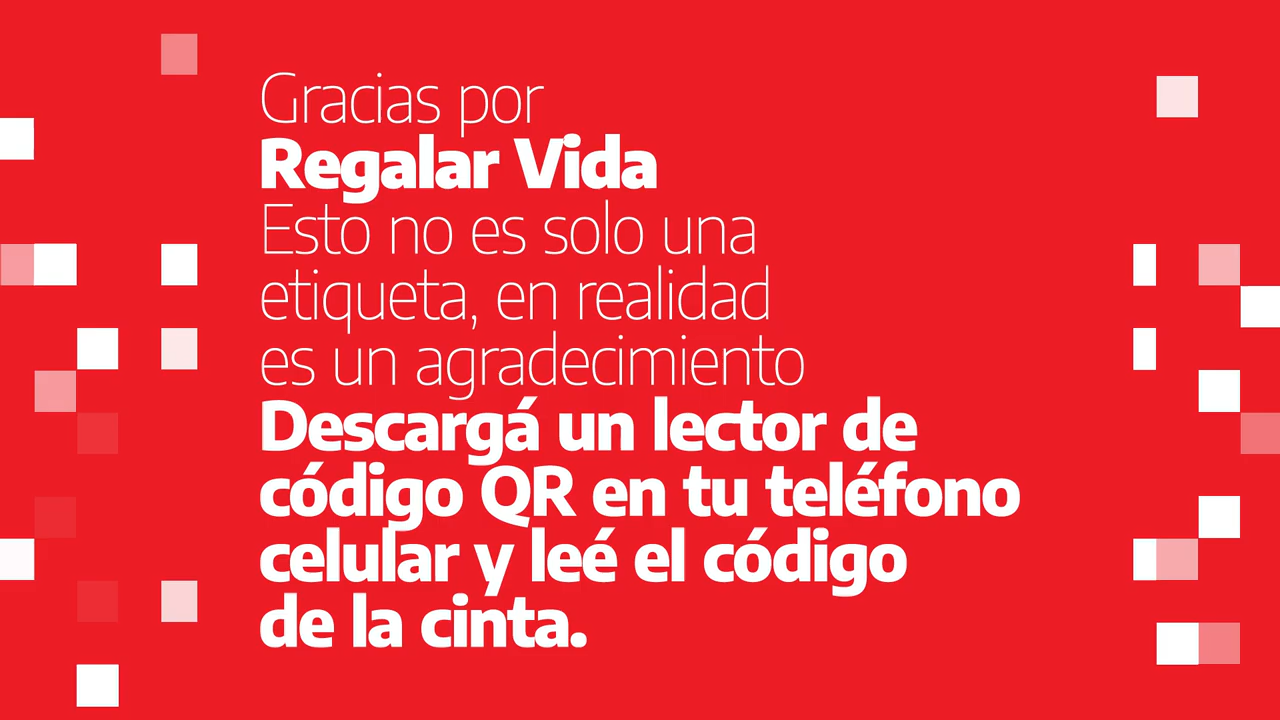 Gracias por
Regalar Vida
Esto no es solo una
etiqueta, en realidad
es un agradecimiento
Descargá un lector de
código QR en tu teléfono
celular y leé el código
de la cinta.